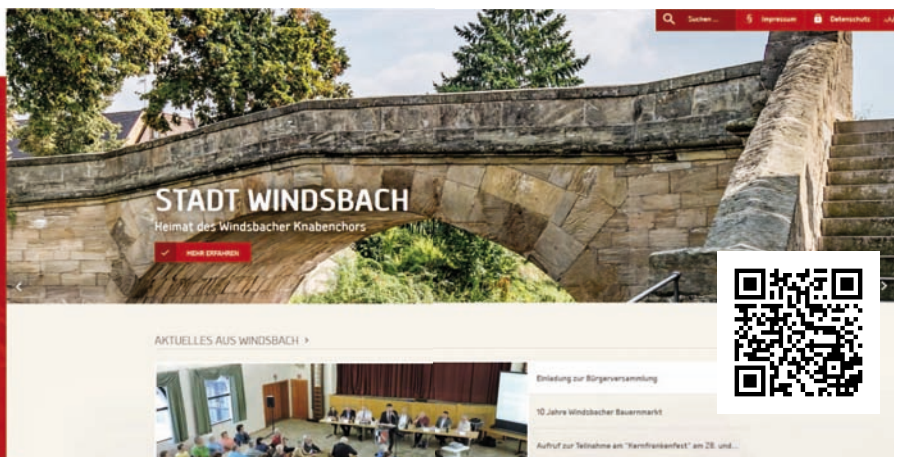 Suchen ...
§ Impressum
Datenschutz
STADT WINDSBACH
Heimat des Windsbacher Knabenchors
MEHR ERFAHREN
AKTUELLES AUS WINDSBACH
Einladung zur Bürgerversammlung
10 Jahre Windsbacher Bauernmarkt
Aufruf zur Teilnahme am "Kernfrankenfest" am 28. und...